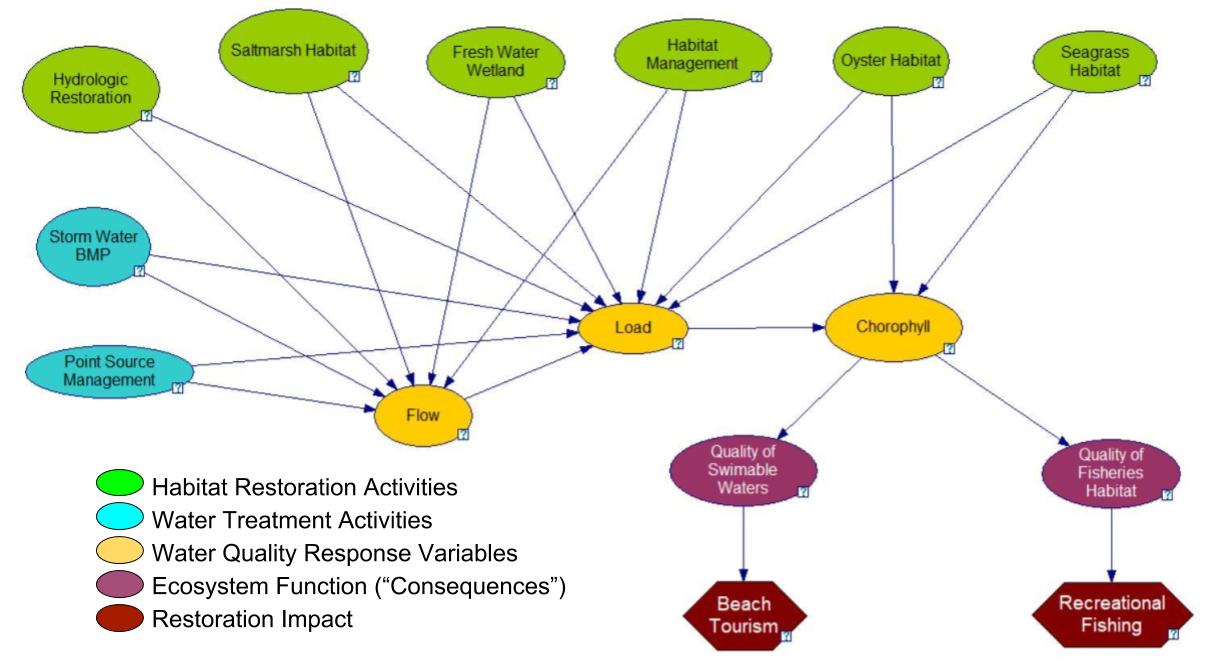 Hydrologic
Restoration
?
Saltmarsh Habitat
?
Fresh Water
Wetland
?
Habitat
Management
?
Oyster Habitat
?
Seagrass
Habitat
?
Storm Water
BMP
?
Point Source
Management
?
Load
?
Chorophyll
?
Flow
?
Quality of
Swimable
Waters
?
Quality of
Fisheries
Habitat
?
Habitat Restoration Activities
Water Treatment Activities
Water Quality Response Variables
Ecosystem Function (“Consequences”)
Restoration Impact
Beach
Tourism
?
Recreational
Fishing
?